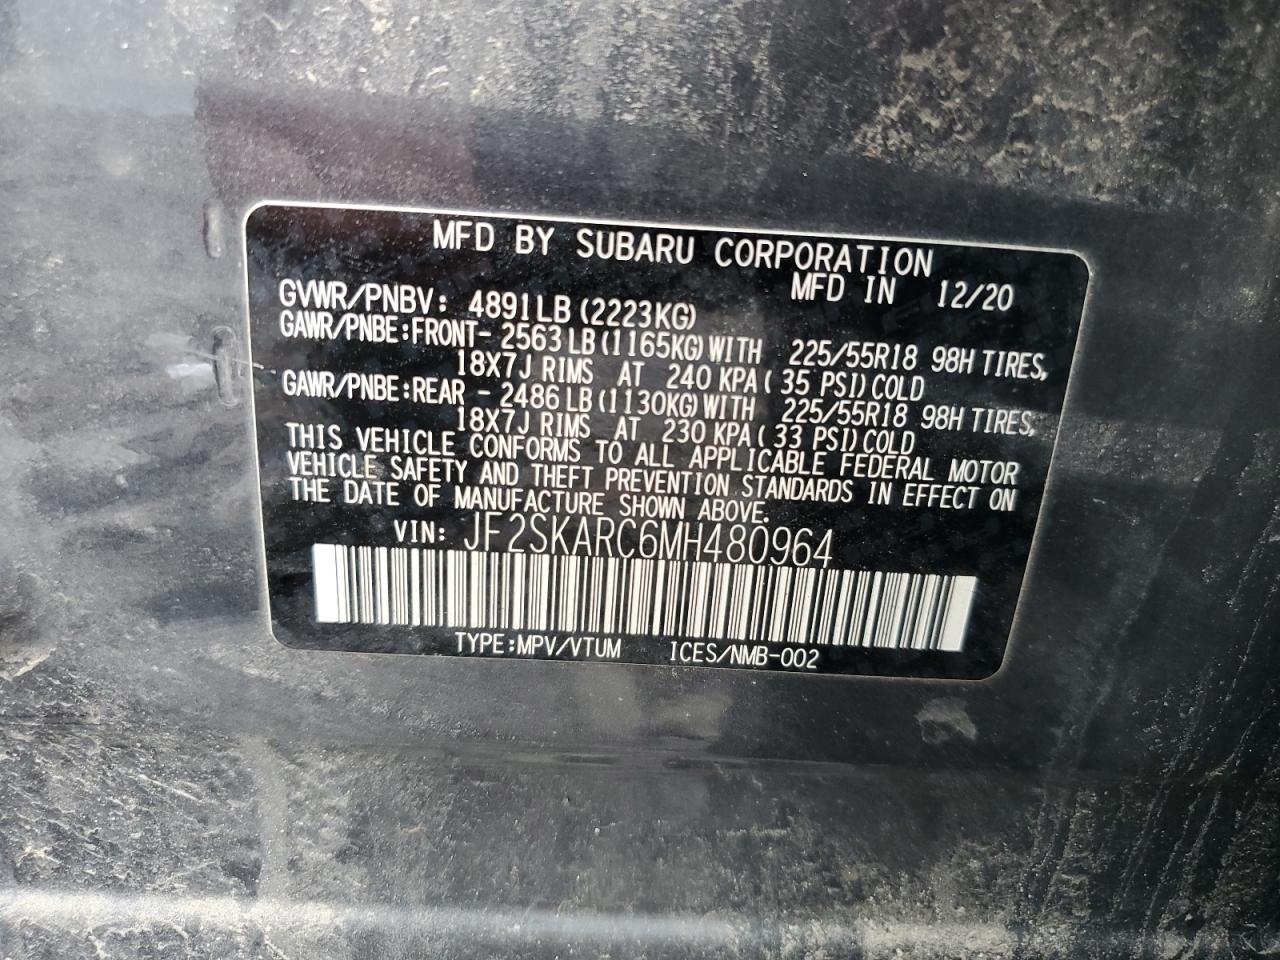 MFD BY SUBARU CORPORATION
MFD IN 12/20
GVWR/PNBV: 4891LB (2223KG)
GAWR/PNBE:FRONT- 2563 LB (1165KG) WITH 225/55R18 98H TIRES,
18X7J RIMS AT 240 KPA ( 35 PSI) COLD
GAWR/PNBE:REAR - 2486 LB (1130KG) WITH 225/55R18 98H TIRES,
18X7J RIMS AT 230 KPA ( 33 PSI) COLD
THIS VEHICLE CONFORMS TO ALL APPLICABLE FEDERAL MOTOR
VEHICLE SAFETY AND THEFT PREVENTION STANDARDS IN EFFECT ON
THE DATE OF MANUFACTURE SHOWN ABOVE.
VIN: JF2SKARC6MH480964
TYPE:MPV/VTUM ICES/NMB-002